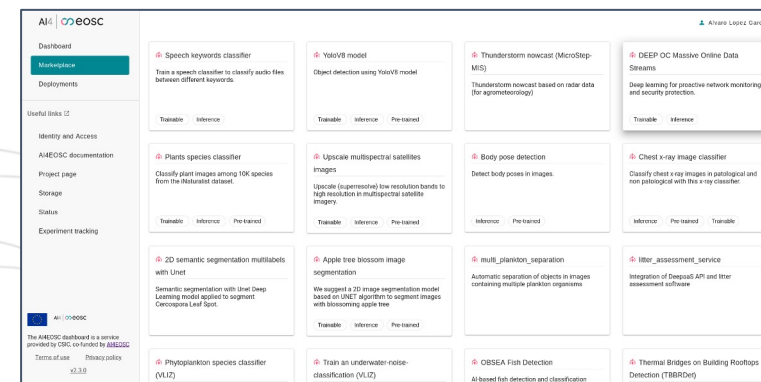 AI4 eosc
Alvaro Lopez Garc
Dashboard
Marketplace
Deployments
Useful links
Identity and Access
AI4EOSC documentation
Project page
Storage
Status
Experiment tracking
AI4 eosc
The AI4EOSC dashboard is a service
provided by CSIC, co-funded by AI4EOSC
Terms of use Privacy policy
v2.3.0
Speech keywords classifier
Train a speech classifier to classify audio files
between different keywords.
Trainable Inference
YoloV8 model
Object detection using YoloV8 model
Trainable Inference Pre-trained
Thunderstorm nowcast (MicroStep-
MIS)
Thunderstorm nowcast based on radar data
(for agrometeorology)
DEEP OC Massive Online Data
Streams
Deep learning for proactive network monitoring
and security protection.
Trainable Inference
Plants species classifier
Classify plant images among 10K species
from the iNaturalist dataset.
Trainable Inference Pre-trained
Upscale multispectral satellites
images
Upscale (superresolve) low resolution bands to
high resolution in multispectral satellite
imagery.
Trainable Inference Pre-trained
Body pose detection
Detect body poses in images.
Inference Pre-trained
Chest x-ray image classifier
Classify chest x-ray images in patological and
non patological with this x-ray classifier.
Inference Pre-trained Trainable
2D semantic segmentation multilabels
with Unet
Semantic segmentation with Unet Deep
Learning model applied to segment
Cercospora Leaf Spot.
Apple tree blossom image
segmentation
We suggest a 2D image segmentation model
based on UNET algorithm to segment images
with blossoming apple tree
Trainable Inference Pre-trained
multi_plankton_separation
Automatic separation of objects in images
containing multiple plankton organisms
litter_assessment_service
Integration of DeepaaS API and litter
assessment software
Phytoplankton species classifier
(VLIZ)
Train an underwater-noise-
classification (VLIZ)
OBSEA Fish Detection
AI-based fish detection and classification
Thermal Bridges on Building Rooftops
Detection (TBBRDet)